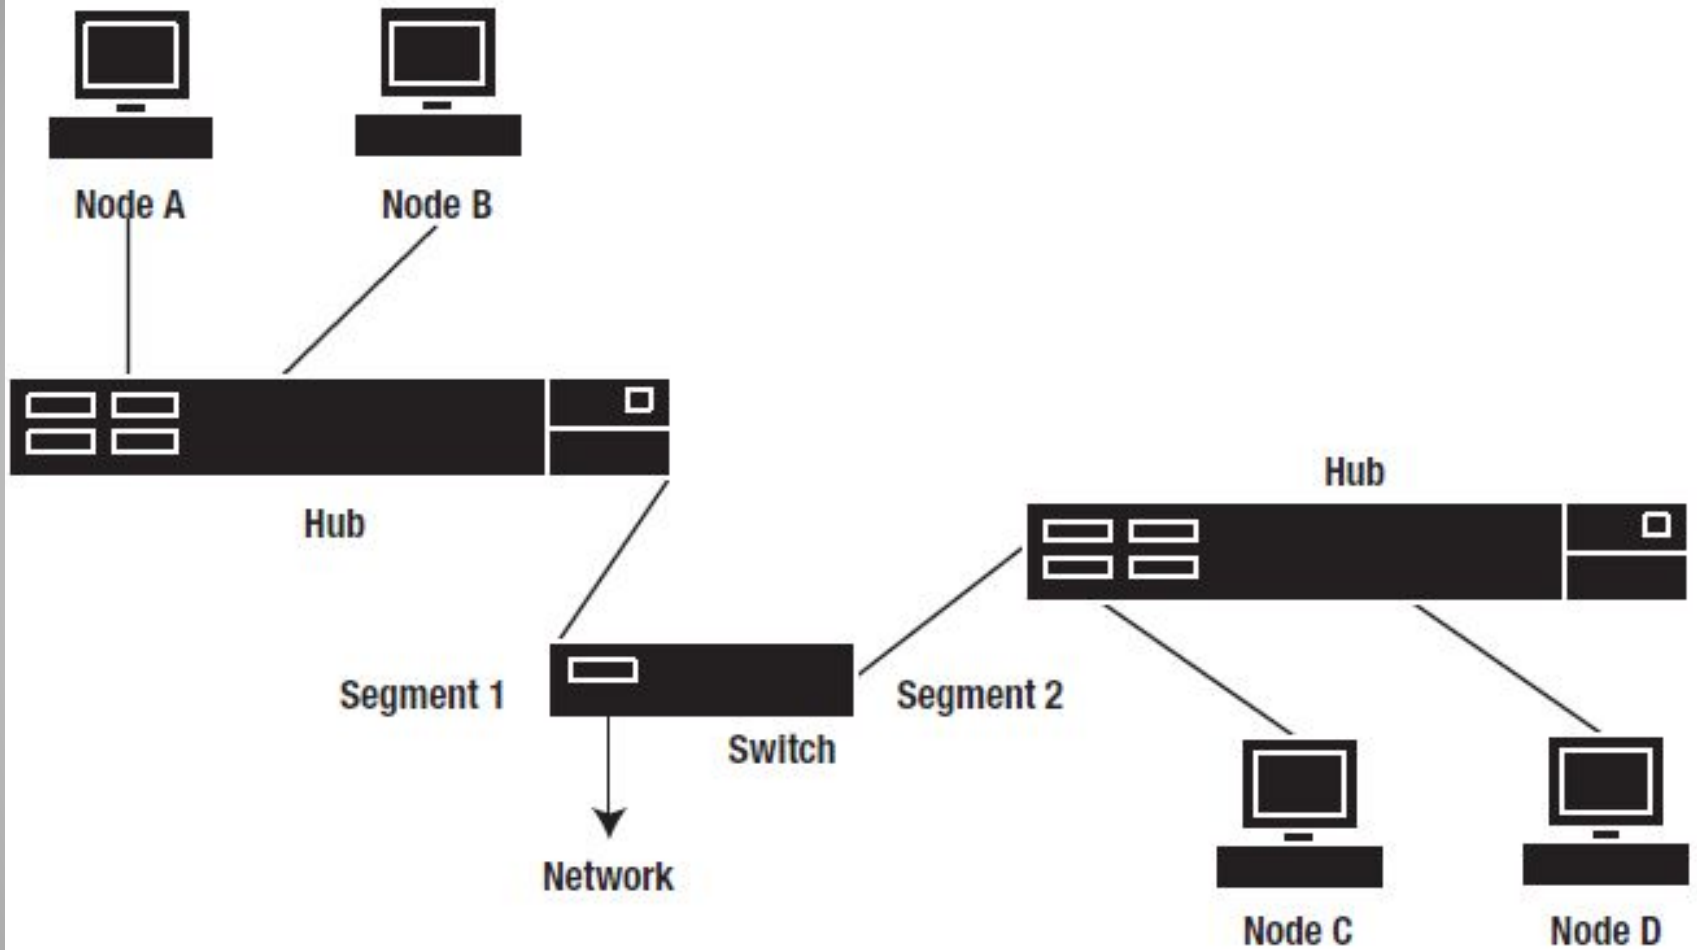 Node A
Node B
Hub
Hub
Segment 1
Segment 2
Switch
Network
Node C
Node D